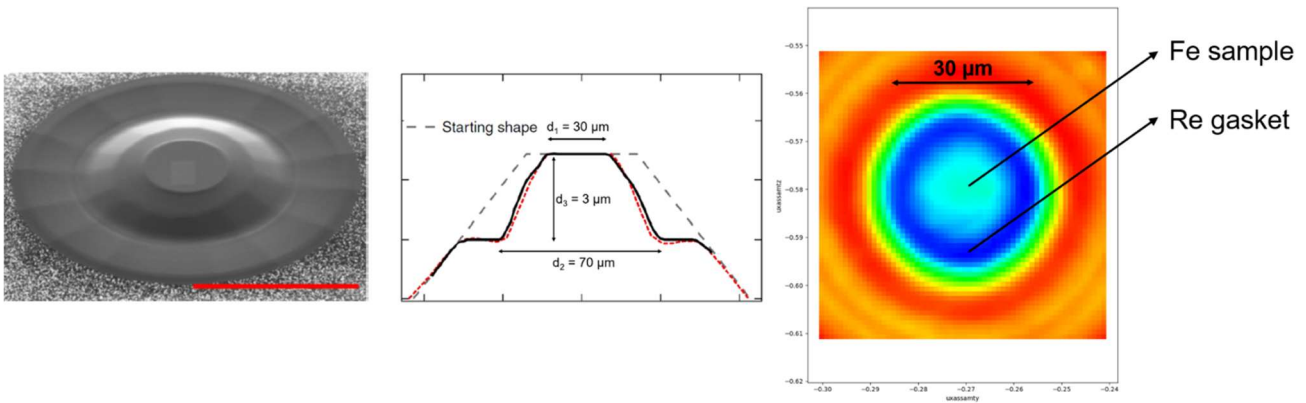 Starting shape
d₁ = 30 µm
d₃ = 3 µm
d₂ = 70 µm
30 µm
Fe sample
Re gasket
−0.55
−0.56
−0.57
−0.58
−0.59
−0.60
−0.61
−0.62
uxassamtz
−0.30
−0.29
−0.28
−0.27
−0.26
−0.25
−0.24
uxassamty